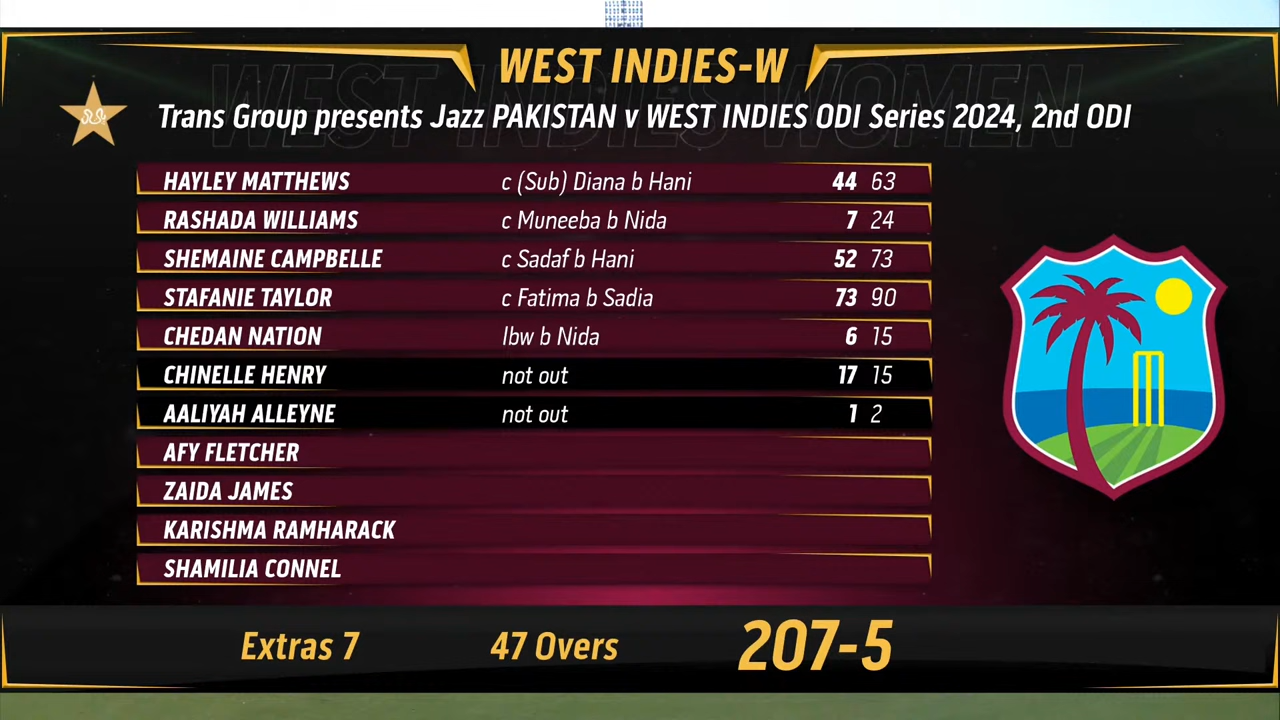 WEST INDIES-W
WEST INDIES WOMEN
Trans Group presents Jazz PAKISTAN v WEST INDIES ODI Series 2024, 2nd ODI
HAYLEY MATTHEWS c (Sub) Diana b Hani 44 63
RASHADA WILLIAMS c Muneeba b Nida 7 24
SHEMAINE CAMPBELLE c Sadaf b Hani 52 73
STAFANIE TAYLOR c Fatima b Sadia 73 90
CHEDAN NATION lbw b Nida 6 15
CHINELLE HENRY not out 17 15
AALIYAH ALLEYNE not out 1 2
AFY FLETCHER
ZAIDA JAMES
KARISHMA RAMHARACK
SHAMILIA CONNEL
Extras 7 47 Overs 207-5